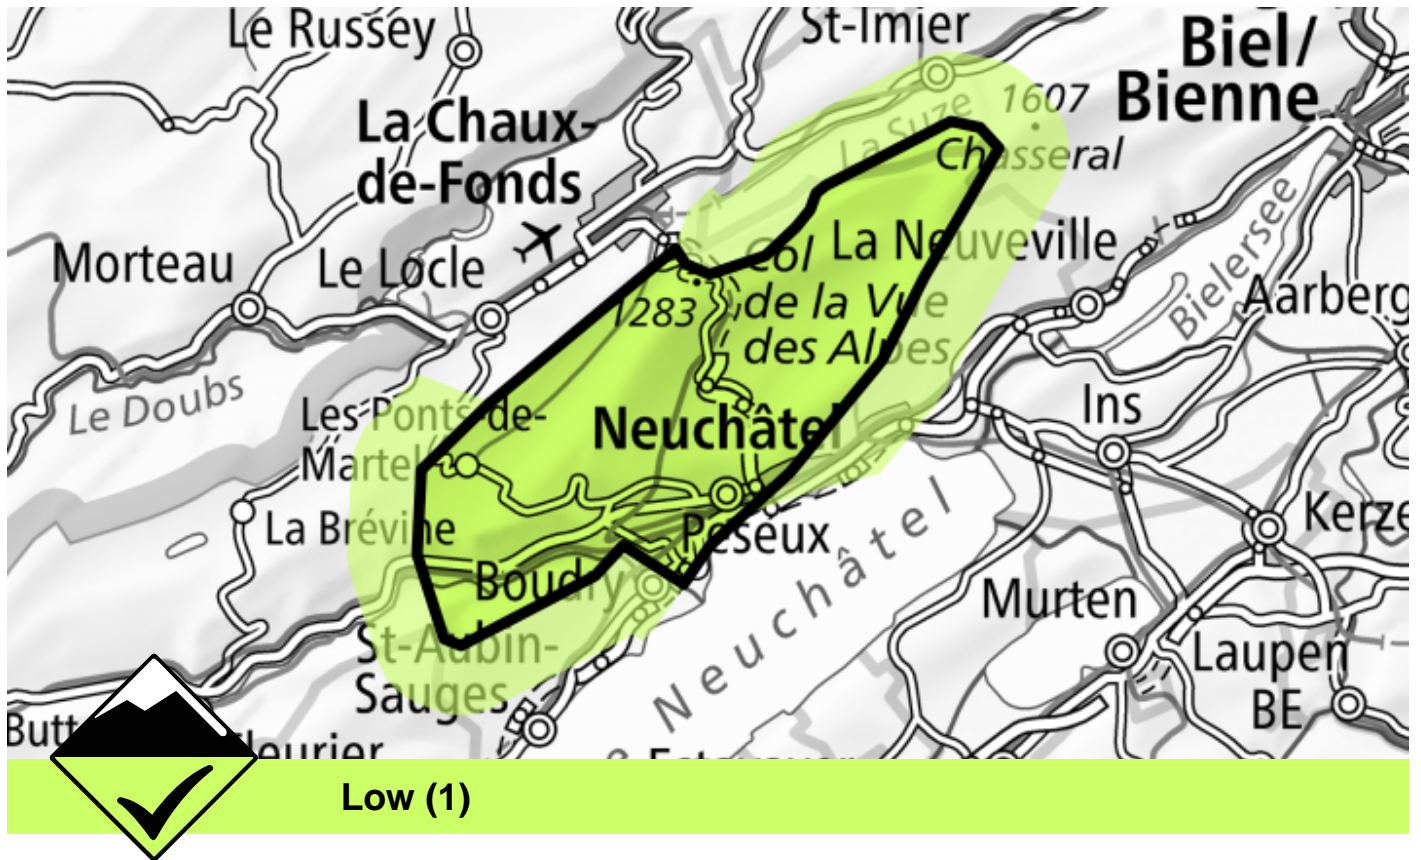 Le Russey
St-Imier
Biel/
Bienne
1607
La Suze
Chasseral
La Chaux-
de-Fonds
Morteau
Le Locle
Col
de la Vue
des Alpes
La Neuveville
1283
Bielersee
Aarberg
Le Doubs
Les Ponts-de-
Martel
Neuchâtel
Ins
La Brévine
Peseux
Kerze
Boudry
Neuchâtel
Murten
St-Aubin-
Sauges
Laupen
BE
Butt
leurier
Low (1)